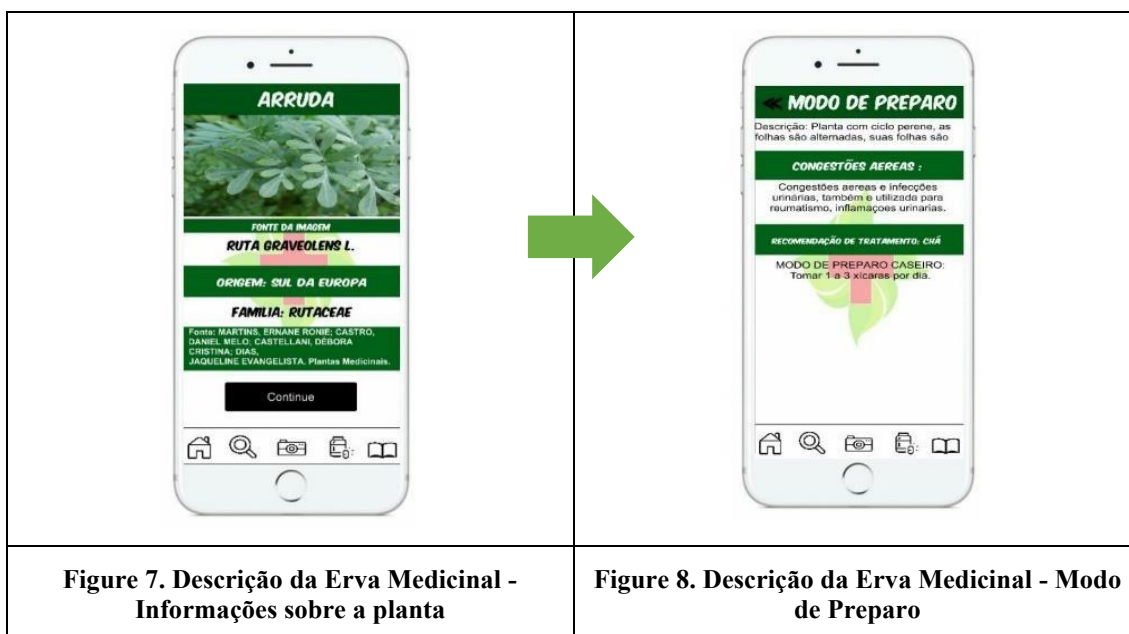 ARRUDA
FONTE DA IMAGEM
RUTA GRAVEOLENS L.
ORIGEM: SUL DA EUROPA
FAMILIA: RUTACEAE
Fonte: MARTINS, ERNANE RONIE; CASTRO,
DANIEL MELO; CASTELLANI, DÉBORA
CRISTINA; DIAS,
JAQUELINE EVANGELISTA. Plantas Medicinais.
Continue
MODO DE PREPARO
Descrição: Planta com ciclo perene, as
folhas são alternadas, suas folhas são
CONGESTÕES AEREAS :
Congestões aereas e infecções
urinárias, também e utilizada para
reumatismo, inflamaçoes urinarias.
RECOMENDAÇÃO DE TRATAMENTO: CHÁ
MODO DE PREPARO CASEIRO:
Tomar 1 a 3 xícaras por dia.
Figure 7. Descrição da Erva Medicinal -
Informações sobre a planta
Figure 8. Descrição da Erva Medicinal - Modo
de Preparo